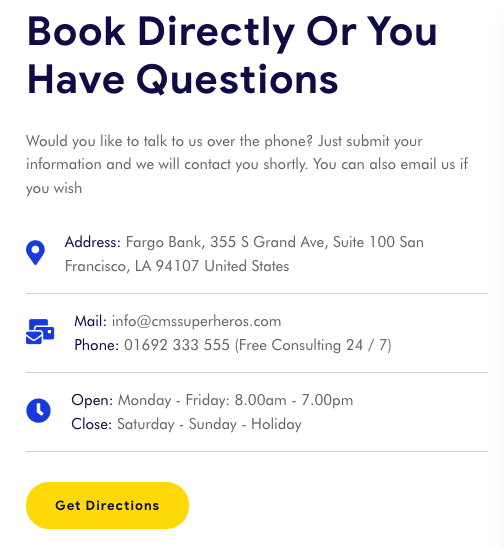 Book Directly Or You
Have Questions
Would you like to talk to us over the phone? Just submit your
information and we will contact you shortly. You can also email us if
you wish
Address: Fargo Bank, 355 S Grand Ave, Suite 100 San
Francisco, LA 94107 United States
Mail: info@cmssuperheros.com
Phone: 01692 333 555 (Free Consulting 24 / 7)
Open: Monday - Friday: 8.00am - 7.00pm
Close: Saturday - Sunday - Holiday
Get Directions